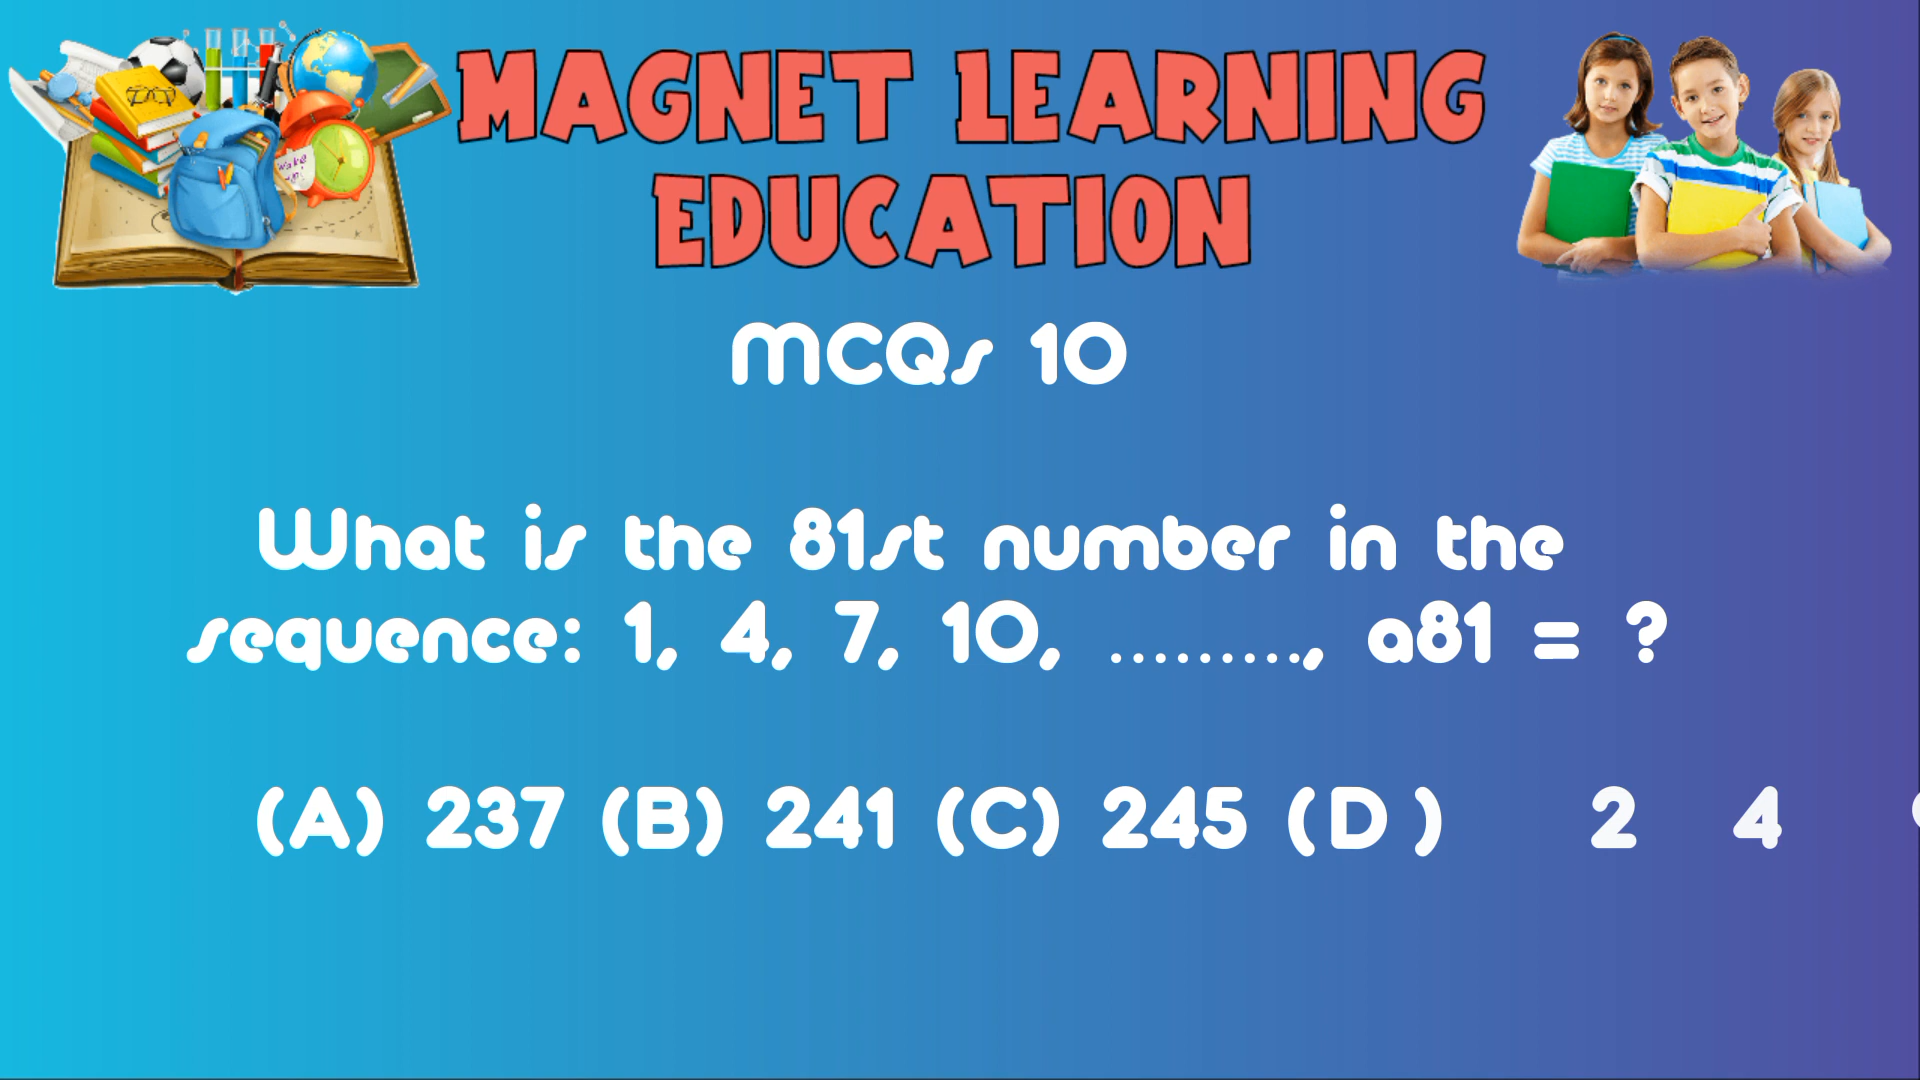 MAGNET LEARNING
EDUCATION
MCQs 10
What is the 81st number in the
sequence: 1, 4, 7, 10, ........., a81 = ?
(A) 237 (B) 241 (C) 245 (D) 2 4